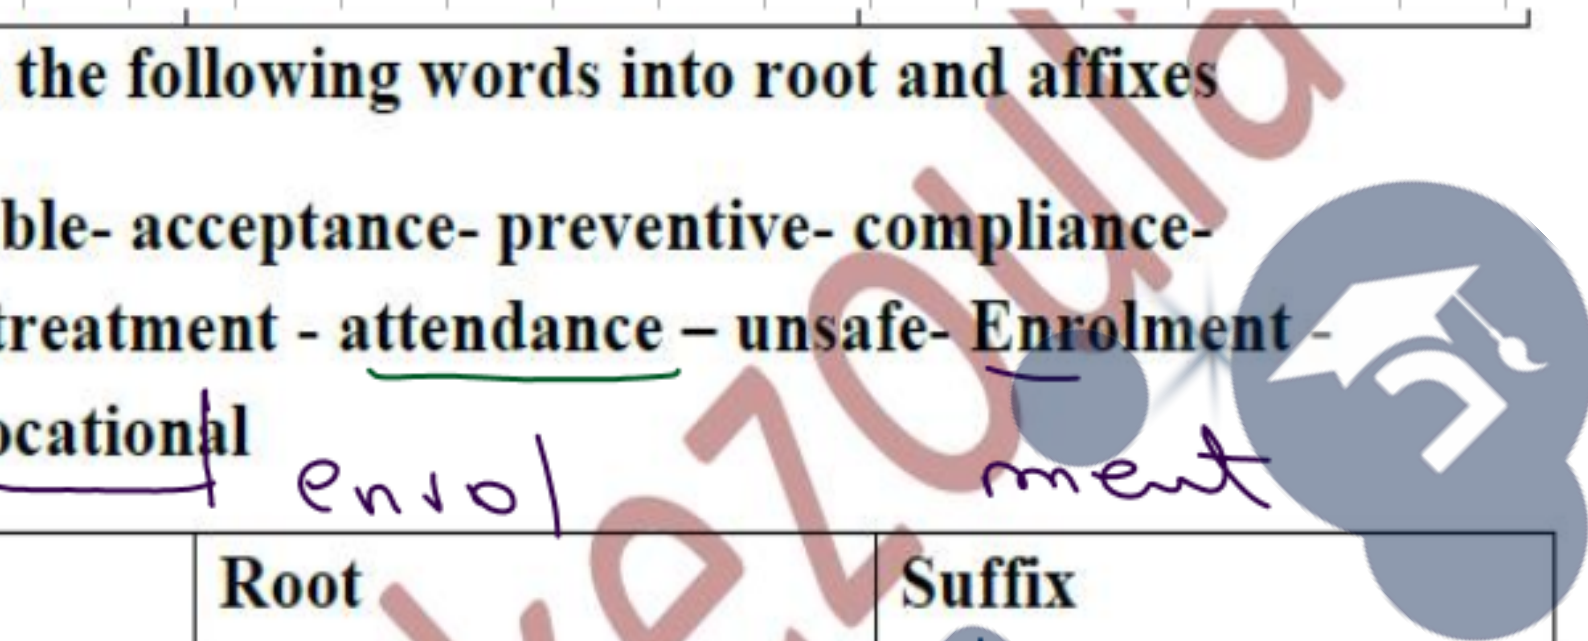 the following words into root and affixes
ble- acceptance- preventive- compliance-
treatment - attendance – unsafe- Enrolment -
ocational
enrol ment
Root Suffix
ezoulla